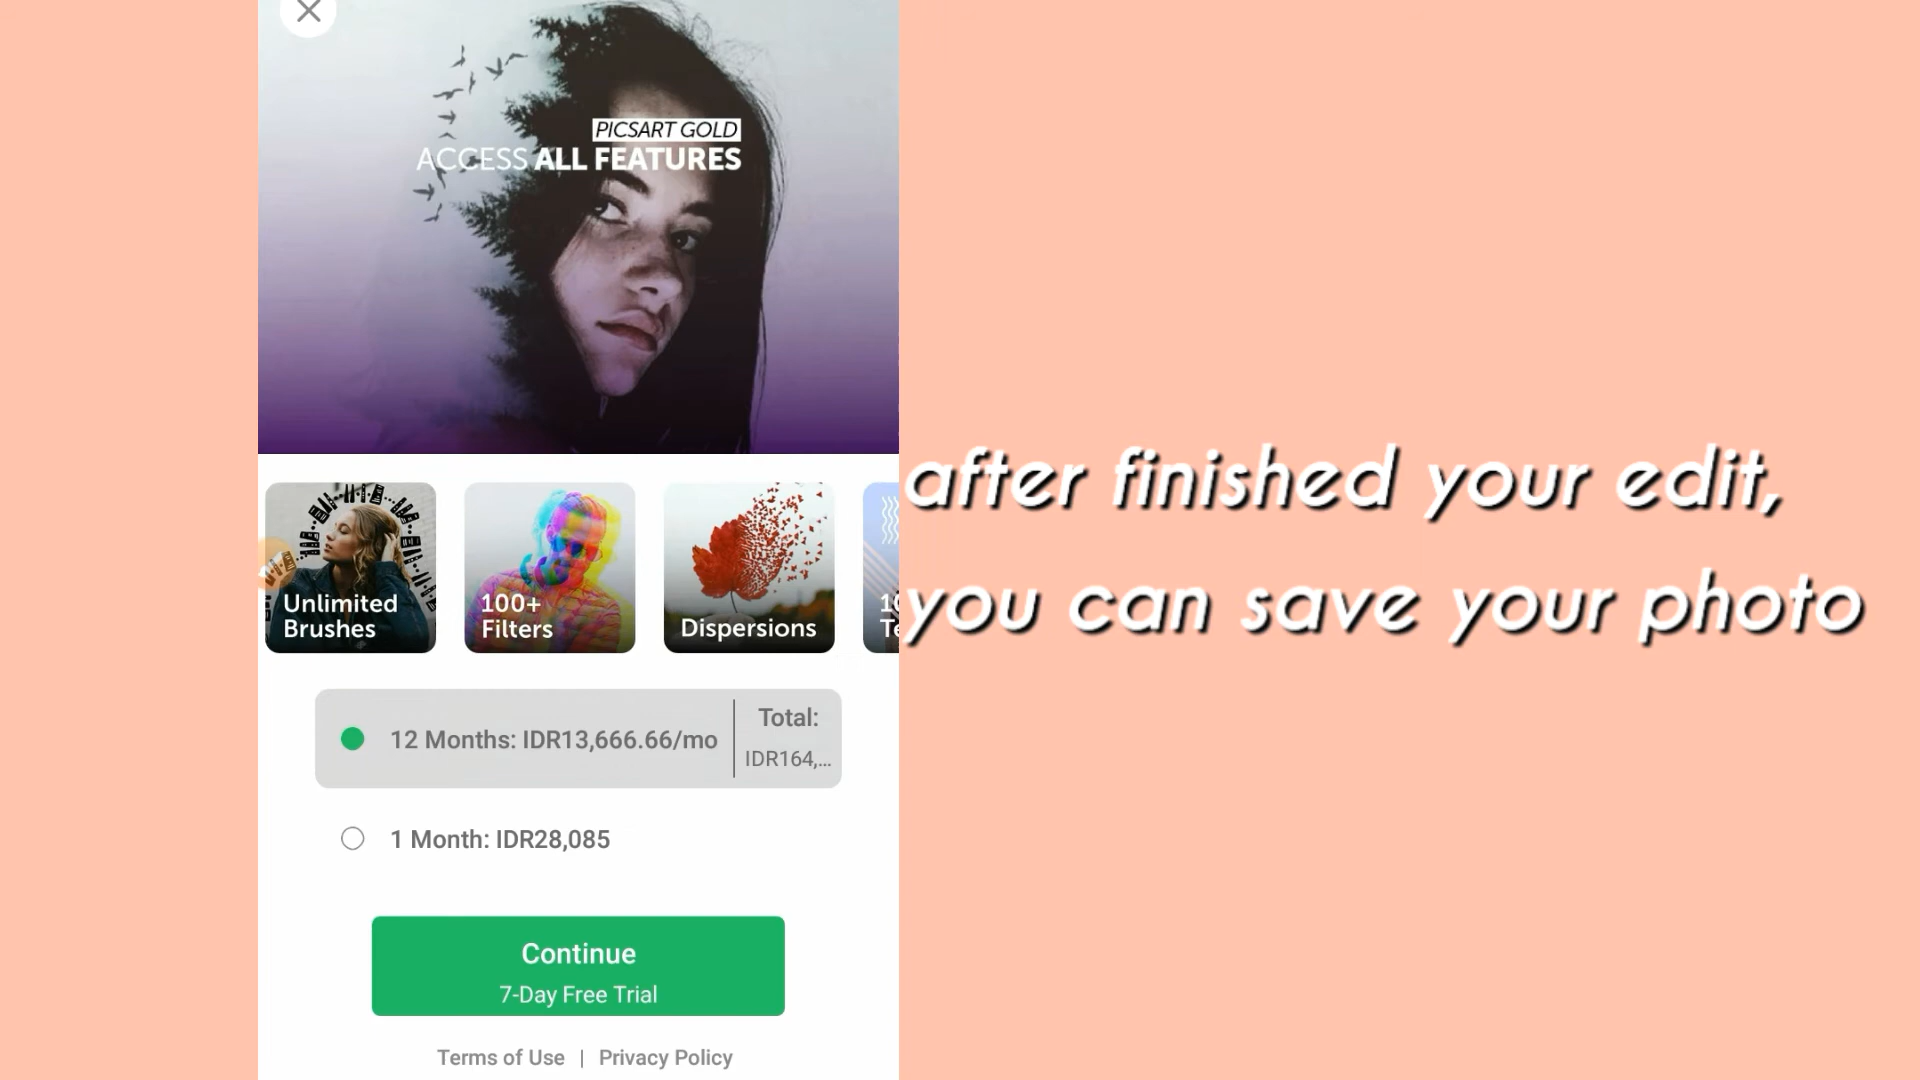 PICSART GOLD
ACCESS ALL FEATURES
Unlimited
Brushes
100+
Filters
Dispersions
12 Months: IDR13,666.66/mo
Total:
IDR164,...
1 Month: IDR28,085
Continue
7-Day Free Trial
Terms of Use | Privacy Policy
after finished your edit,
you can save your photo